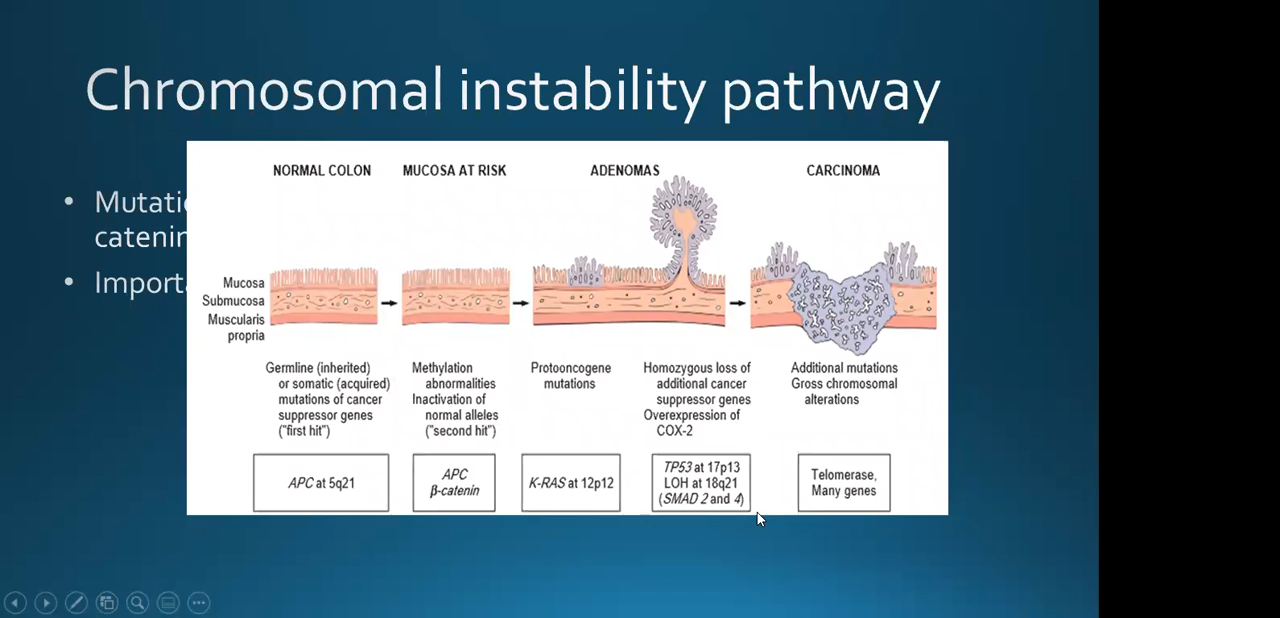 Chromosomal instability pathway
• Mutatio
catenin
• Importa
NORMAL COLON
MUCOSA AT RISK
ADENOMAS
CARCINOMA
Mucosa
Submucosa
Muscularis
propria
Germline (inherited)
or somatic (acquired)
mutations of cancer
suppressor genes
("first hit")
Methylation
abnormalities
Inactivation of
normal alleles
("second hit")
Protooncogene
mutations
Homozygous loss of
additional cancer
suppressor genes
Overexpression of
COX-2
Additional mutations
Gross chromosomal
alterations
APC at 5q21
APC
β-catenin
K-RAS at 12p12
TP53 at 17p13
LOH at 18q21
(SMAD 2 and 4)
Telomerase,
Many genes